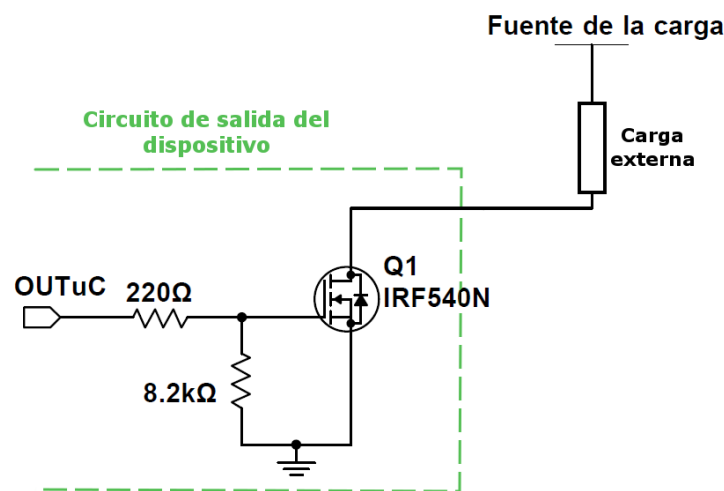 Fuente de la carga
Circuito de salida del
dispositivo
Carga
externa
Q1
IRF540N
OUTuC
220Ω
8.2kΩ